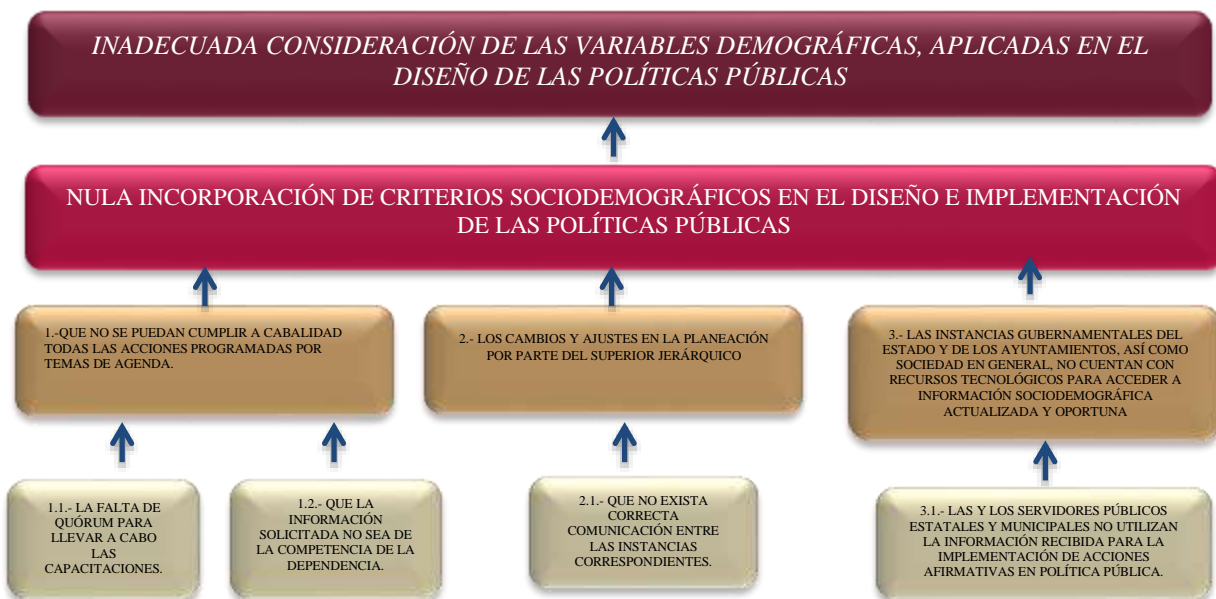 INADECUADA CONSIDERACIÓN DE LAS VARIABLES DEMOGRÁFICAS, APLICADAS EN EL
DISEÑO DE LAS POLÍTICAS PÚBLICAS
NULA INCORPORACIÓN DE CRITERIOS SOCIODEMOGRÁFICOS EN EL DISEÑO E IMPLEMENTACIÓN
DE LAS POLÍTICAS PÚBLICAS
1.-QUE NO SE PUEDAN CUMPLIR A CABALIDAD
TODAS LAS ACCIONES PROGRAMADAS POR
TEMAS DE AGENDA.
2.- LOS CAMBIOS Y AJUSTES EN LA PLANEACIÓN
POR PARTE DEL SUPERIOR JERÁRQUICO
3.- LAS INSTANCIAS GUBERNAMENTALES DEL
ESTADO Y DE LOS AYUNTAMIENTOS, ASÍ COMO
SOCIEDAD EN GENERAL, NO CUENTAN CON
RECURSOS TECNOLÓGICOS PARA ACCEDER A
INFORMACIÓN SOCIODEMOGRÁFICA
ACTUALIZADA Y OPORTUNA
1.1.- LA FALTA DE
QUÓRUM PARA
LLEVAR A CABO
LAS
CAPACITACIONES.
1.2.- QUE LA
INFORMACIÓN
SOLICITADA NO SEA
DE LA COMPETENCIA DE LA
DEPENDENCIA.
2.1.- QUE NO EXISTA
CORRECTA
COMUNICACIÓN ENTRE
LAS INSTANCIAS
CORRESPONDIENTES.
3.1.- LAS Y LOS SERVIDORES PÚBLICOS
ESTATALES Y MUNICIPALES NO UTILIZAN
LA INFORMACIÓN RECIBIDA PARA LA
IMPLEMENTACIÓN DE ACCIONES
AFIRMATIVAS EN POLÍTICA PÚBLICA.